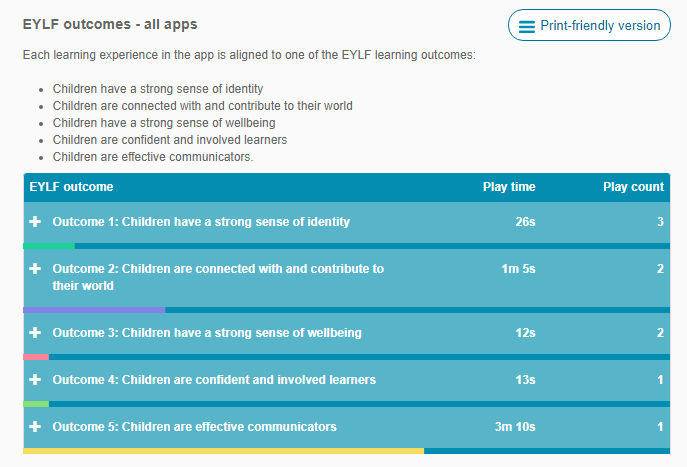 EYLF outcomes - all apps
Print-friendly version
Each learning experience in the app is aligned to one of the EYLF learning outcomes:
Children have a strong sense of identity
Children are connected with and contribute to their world
Children have a strong sense of wellbeing
Children are confident and involved learners
Children are effective communicators.
EYLF outcome Play time Play count
Outcome 1: Children have a strong sense of identity 26s 3
Outcome 2: Children are connected with and contribute to 1m 5s 2
their world
Outcome 3: Children have a strong sense of wellbeing 12s 2
Outcome 4: Children are confident and involved learners 13s 1
Outcome 5: Children are effective communicators 3m 10s 1